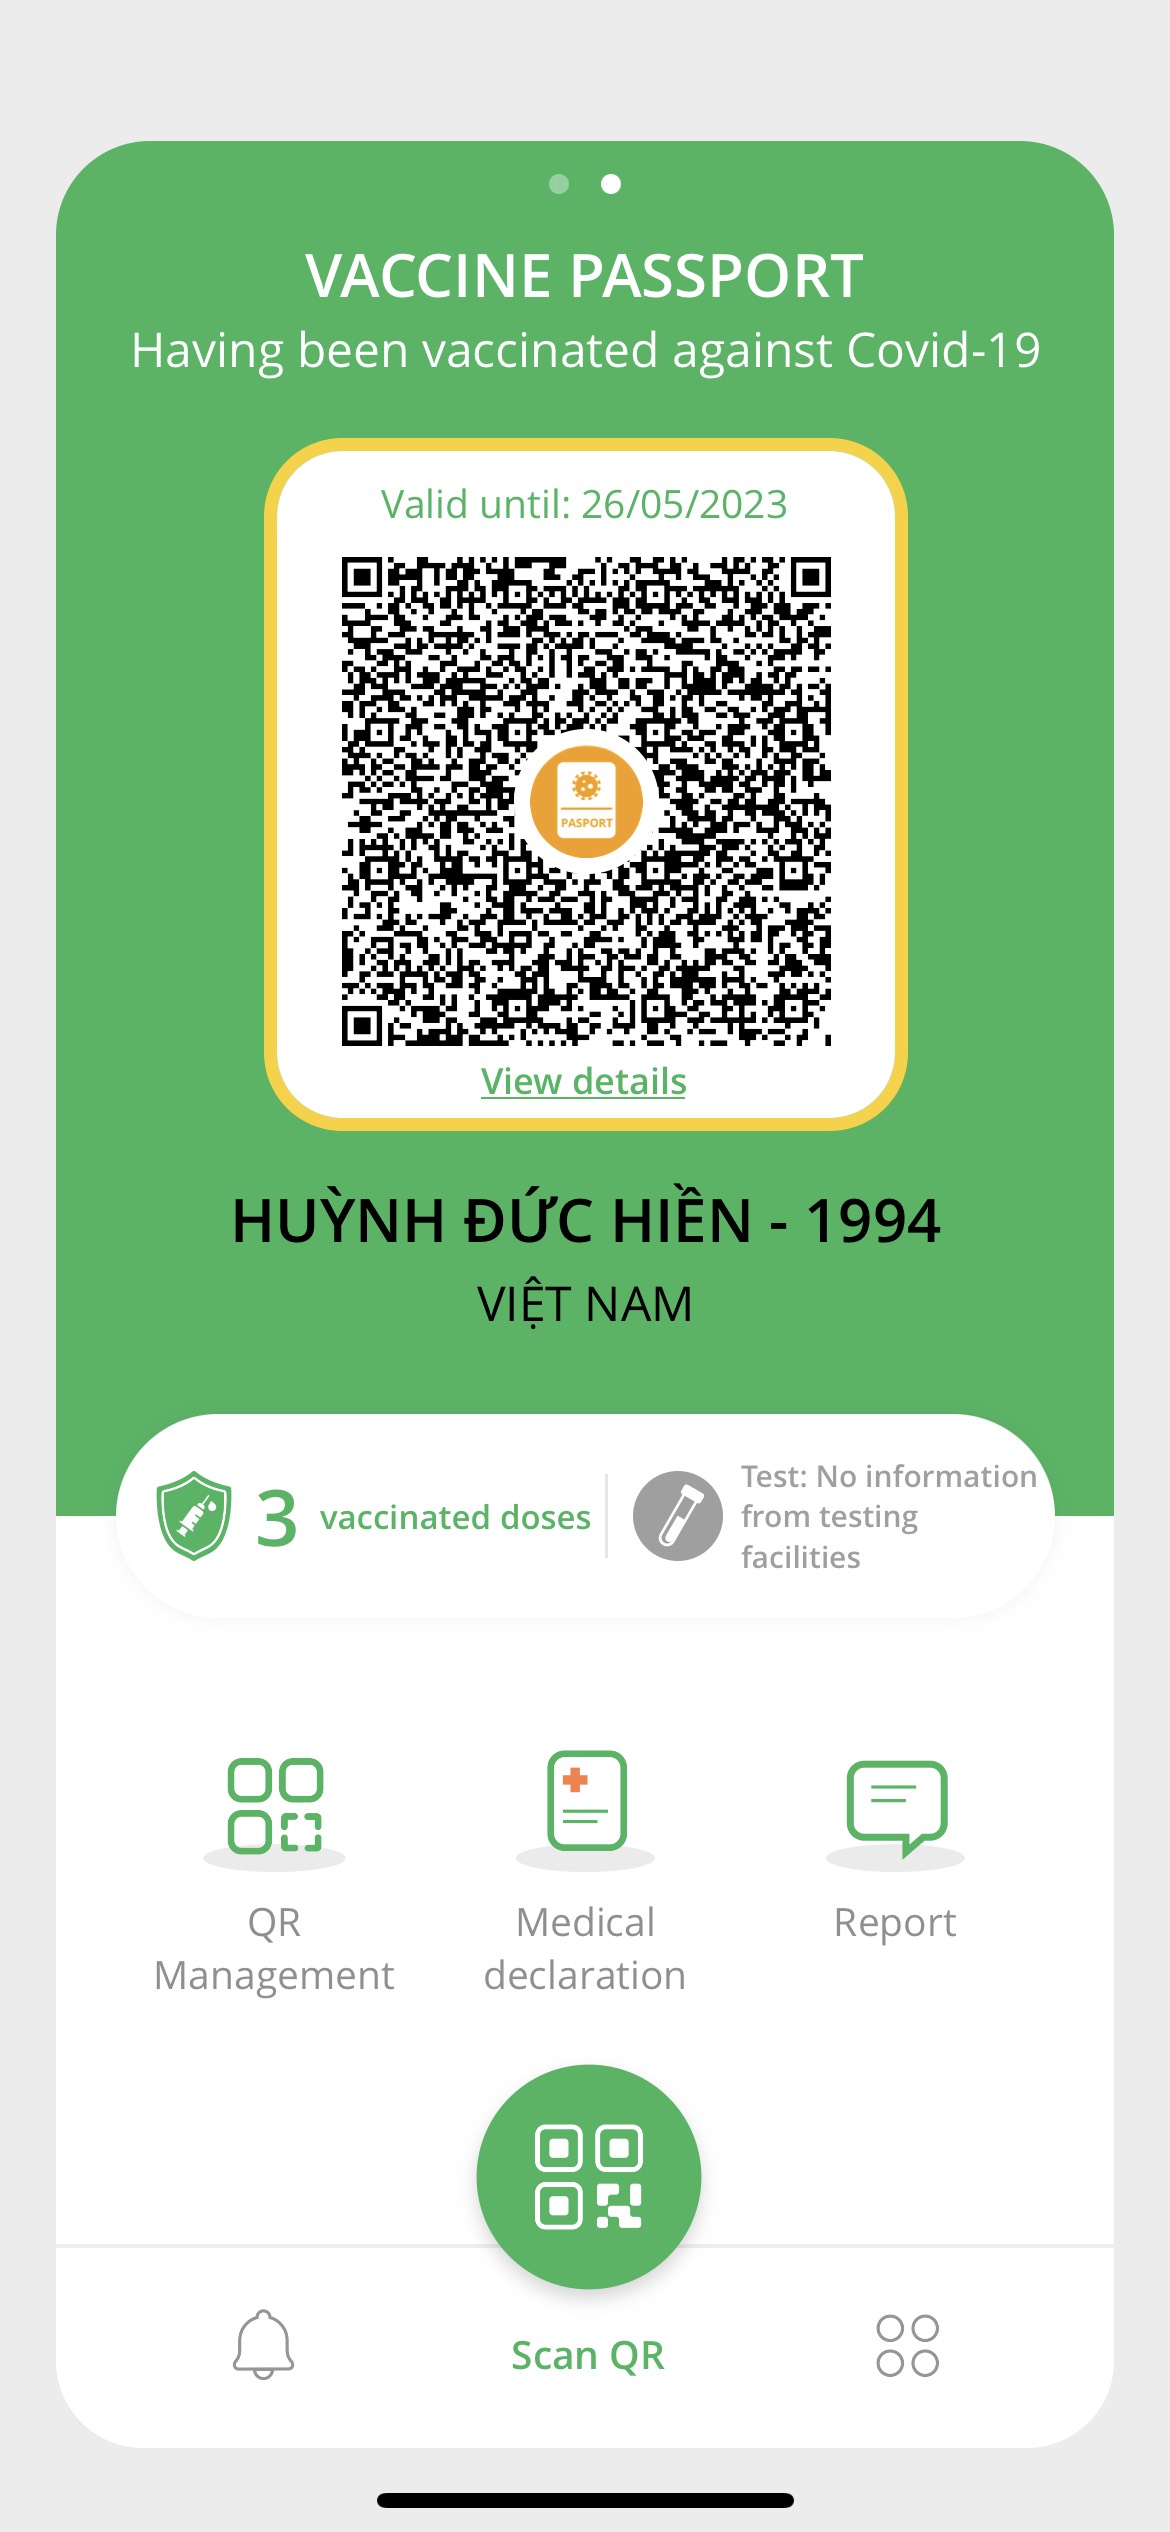 VACCINE PASSPORT
Having been vaccinated against Covid-19
Valid until: 26/05/2023
PASPORT
View details
HUỲNH ĐỨC HIỀN - 1994
VIỆT NAM
3 vaccinated doses
Test: No information
from testing
facilities
QR
Management
Medical
declaration
Report
Scan QR